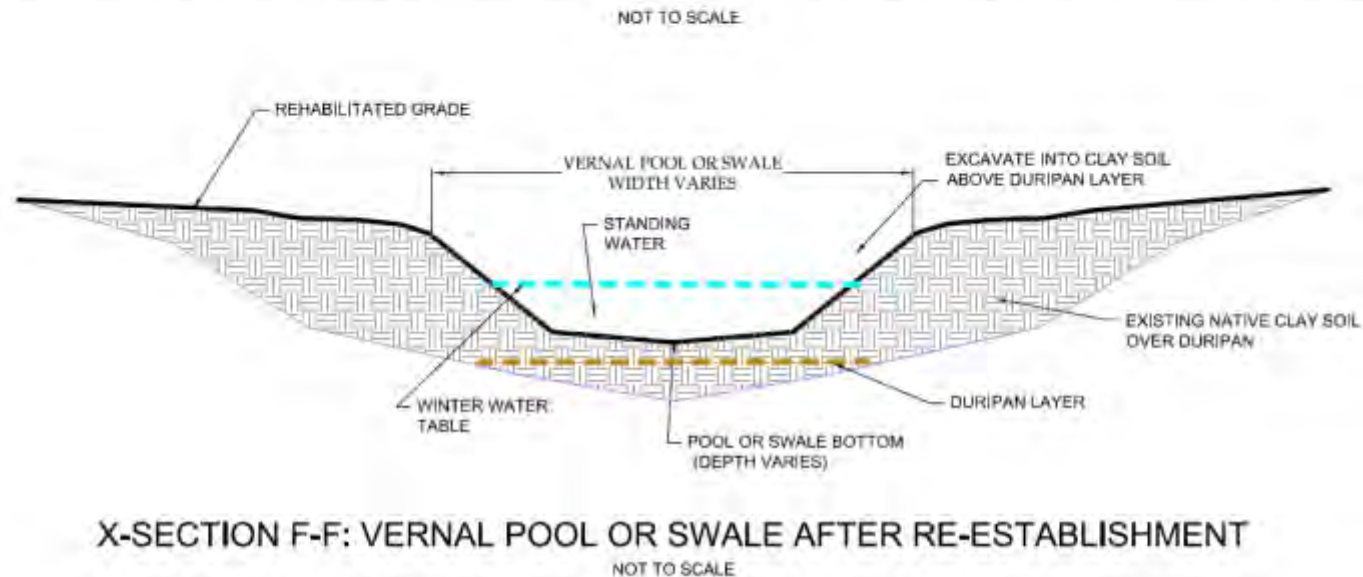 NOT TO SCALE
REHABILITATED GRADE
VERNAL POOL OR SWALE
WIDTH VARIES
EXCAVATE INTO CLAY SOIL
ABOVE DURIPAN LAYER
STANDING
WATER
EXISTING NATIVE CLAY SOIL
OVER DURIPAN
WINTER WATER
TABLE
DURIPAN LAYER
POOL OR SWALE BOTTOM
(DEPTH VARIES)
X-SECTION F-F: VERNAL POOL OR SWALE AFTER RE-ESTABLISHMENT
NOT TO SCALE